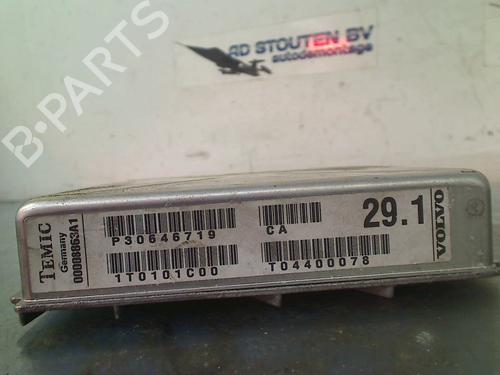 B-PARTS
AD STOUTEN BV
autodemontage
TEMIC
Germany
00008863A1
P30646719
CA
29.1
VOLVO
1T0101C00
T04400078